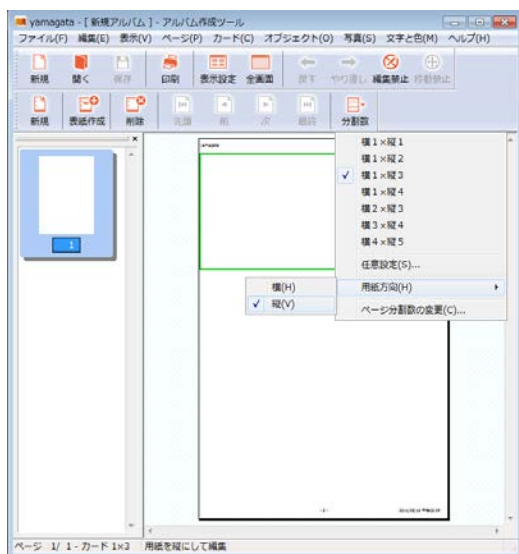 yamagata - [ 新規アルバム ] - アルバム作成ツール
ファイル(F) 編集(E) 表示(V) ページ(P) カード(C) オブジェクト(O) 写真(S) 文字と色(M) ヘルプ(H)
新規 開く 保存 印刷 表示設定 全画面 戻す やり直し 編集禁止 移動禁止
新規 表紙作成 削除 先頭 前 次 最終 分割数
横1×縦1
横1×縦2
✓ 横1×縦3
横1×縦4
横2×縦3
横3×縦4
横4×縦5
任意設定(S)...
用紙方向(H)
横(H)
✓ 縦(V)
ページ分割数の変更(C)...
yamagata
1
- 1 -
ページ 1/ 1 - カード 1×3 用紙を縦にして編集